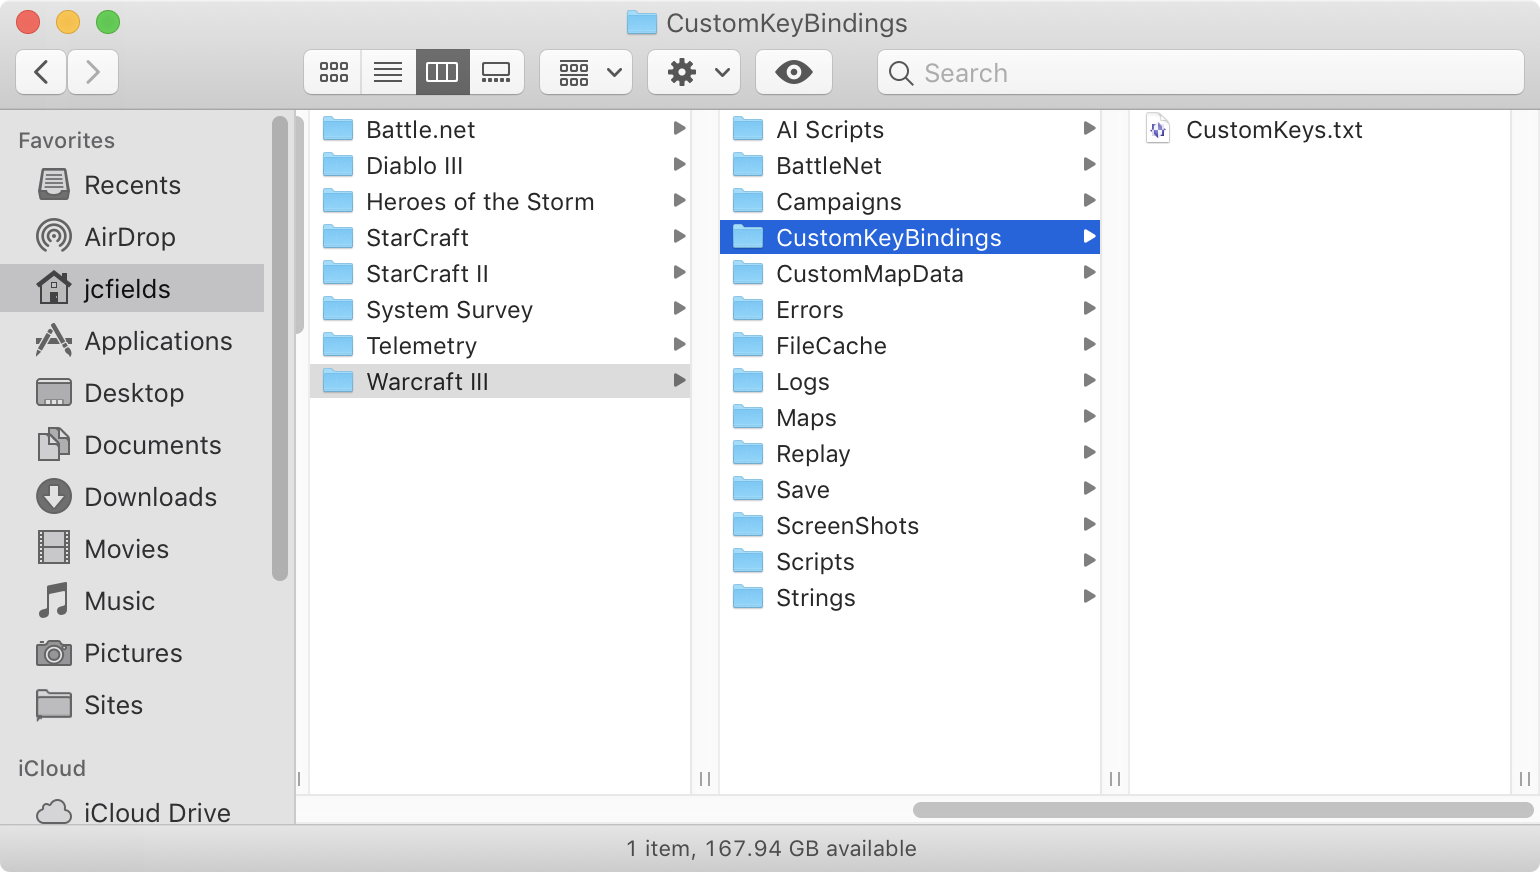 CustomKeyBindings
Search
Favorites
Recents
AirDrop
jcfields
Applications
Desktop
Documents
Downloads
Movies
Music
Pictures
Sites
iCloud
iCloud Drive
Battle.net
Diablo III
Heroes of the Storm
StarCraft
StarCraft II
System Survey
Telemetry
Warcraft III
AI Scripts
BattleNet
Campaigns
CustomKeyBindings
CustomMapData
Errors
FileCache
Logs
Maps
Replay
Save
ScreenShots
Scripts
Strings
CustomKeys.txt
1 item, 167.94 GB available